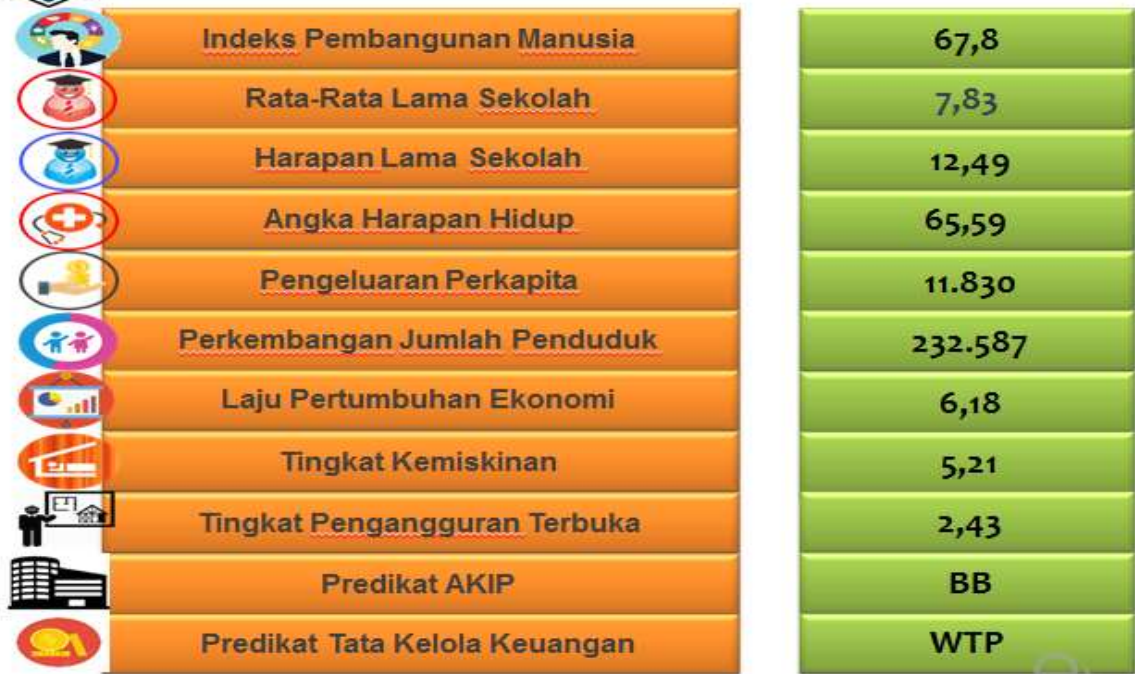 Indeks Pembangunan Manusia 67,8
Rata-Rata Lama Sekolah 7,83
Harapan Lama Sekolah 12,49
Angka Harapan Hidup 65,59
Pengeluaran Perkapita 11.830
Perkembangan Jumlah Penduduk 232.587
Laju Pertumbuhan Ekonomi 6,18
Tingkat Kemiskinan 5,21
Tingkat Pengangguran Terbuka 2,43
Predikat AKIP BB
Predikat Tata Kelola Keuangan WTP